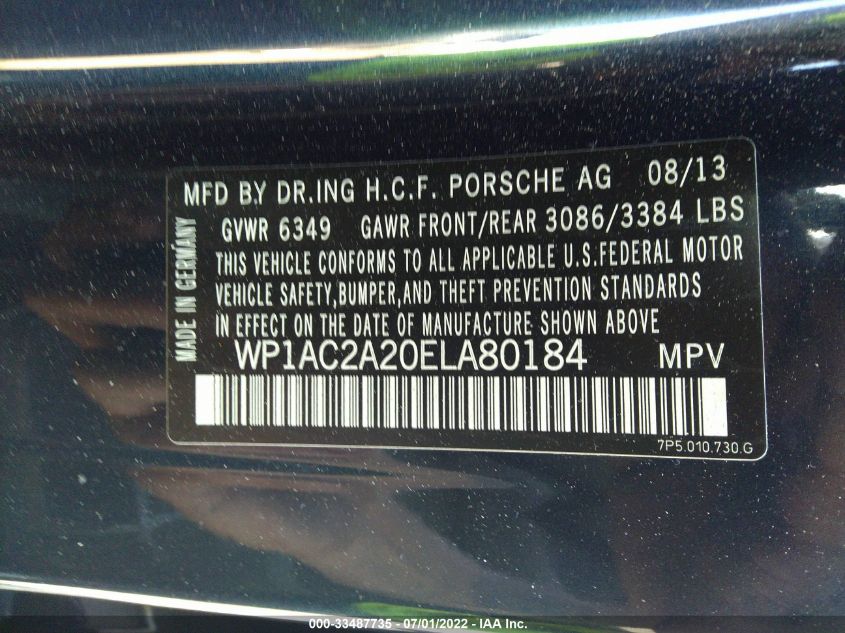 MFD BY DR.ING H.C.F. PORSCHE AG 08/13
GVWR 6349 GAWR FRONT/REAR 3086/3384 LBS
THIS VEHICLE CONFORMS TO ALL APPLICABLE U.S.FEDERAL MOTOR
VEHICLE SAFETY,BUMPER,AND THEFT PREVENTION STANDARDS
IN EFFECT ON THE DATE OF MANUFACTURE SHOWN ABOVE
MADE IN GERMANY
WP1AC2A20ELA80184 MPV
7P5.010.730.G
000-33487735 - 07/01/2022 - IAA Inc.